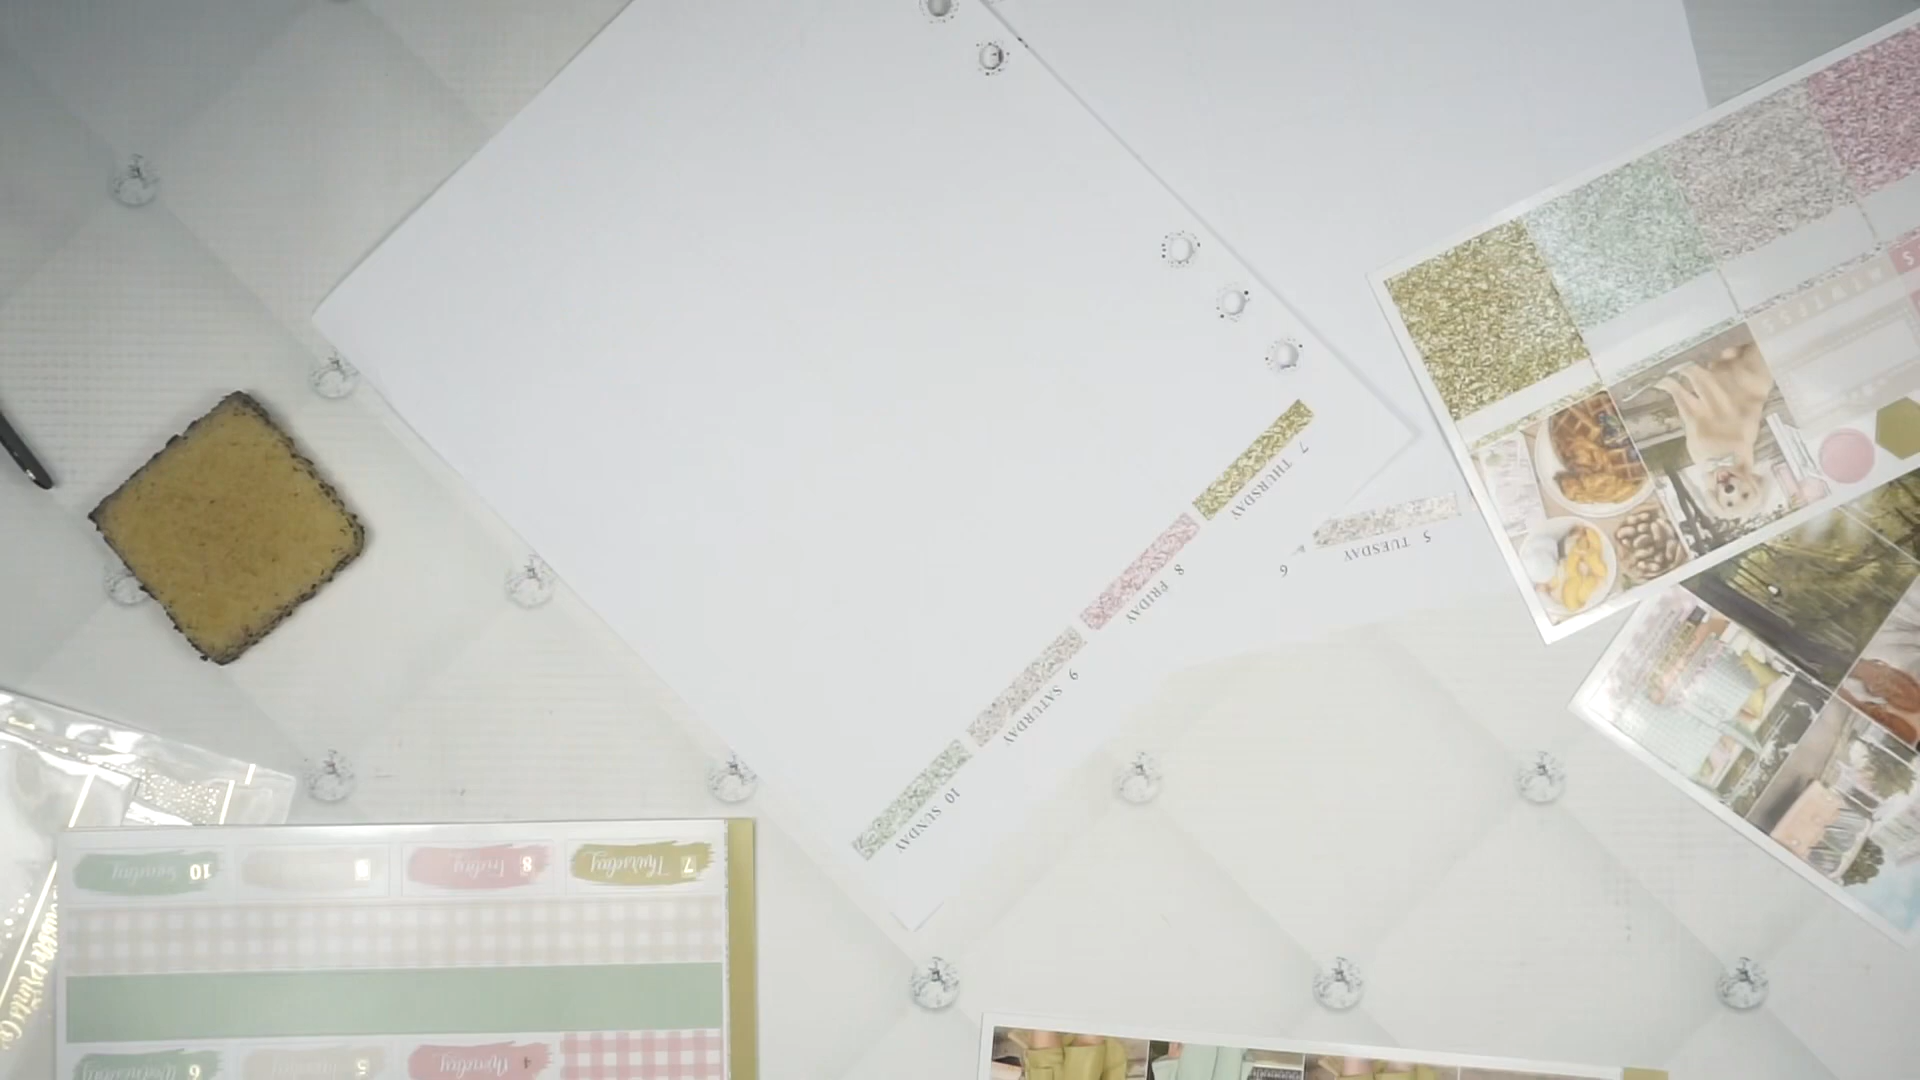 7 THURSDAY
8 FRIDAY
9 SATURDAY
10 SUNDAY
5 TUESDAY
6
7 Thursday
8 Friday
10 Sunday
4 Monday
5
6 Wednesday